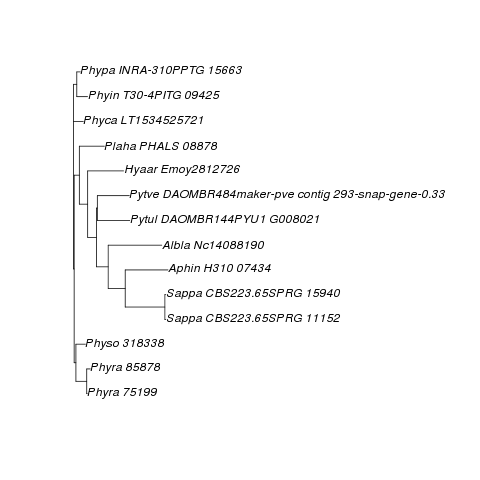 Phypa INRA-310PPTG 15663
Phyin T30-4PITG 09425
Phyca LT1534525721
Plaha PHALS 08878
Hyaar Emoy2812726
Pytve DAOMBR484maker-pve contig 293-snap-gene-0.33
Pytul DAOMBR144PYU1 G008021
Albla Nc14088190
Aphin H310 07434
Sappa CBS223.65SPRG 15940
Sappa CBS223.65SPRG 11152
Physo 318338
Phyra 85878
Phyra 75199